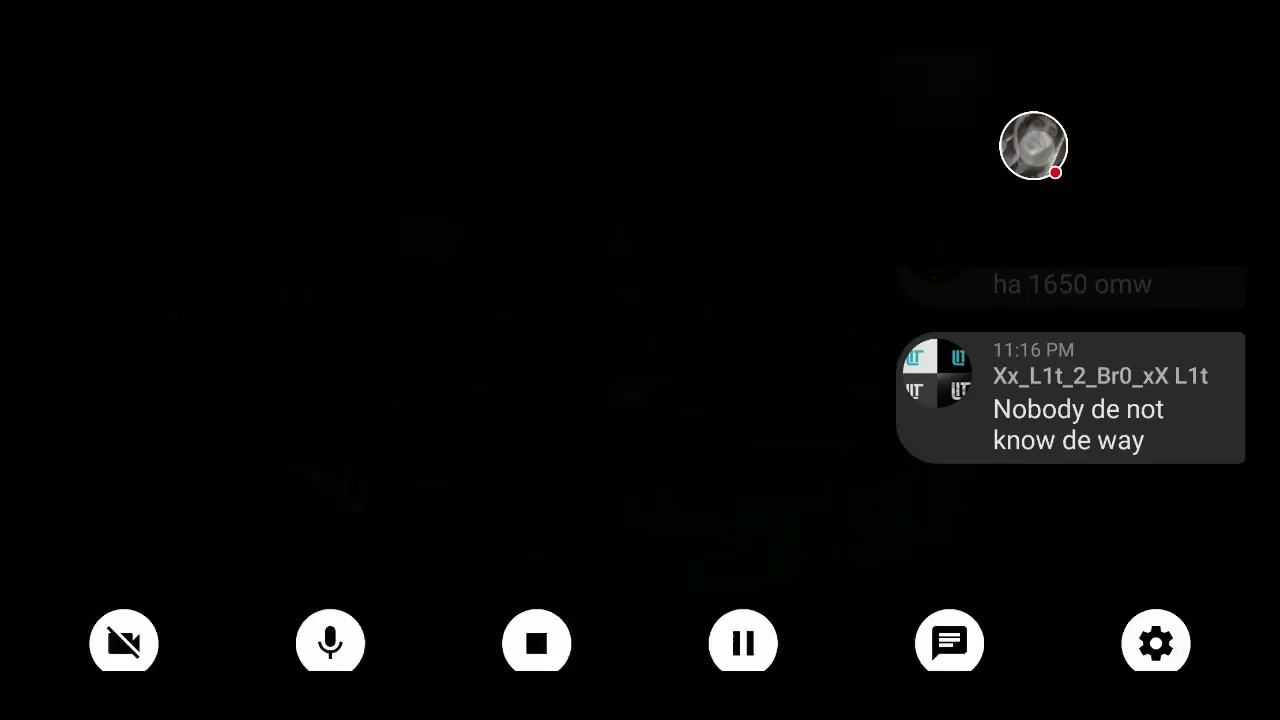 ha 1650 omw
11:16 PM
Xx_L1t_2_Br0_xX L1t
Nobody de not
know de way